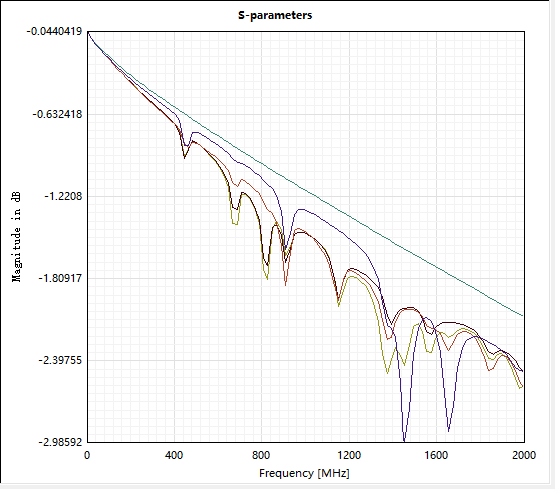 S-parameters
-0.0440419
-0.632418
-1.2208
-1.80917
-2.39755
-2.98592
Magnitude in dB
0 400 800 1200 1600 2000
Frequency [MHz]